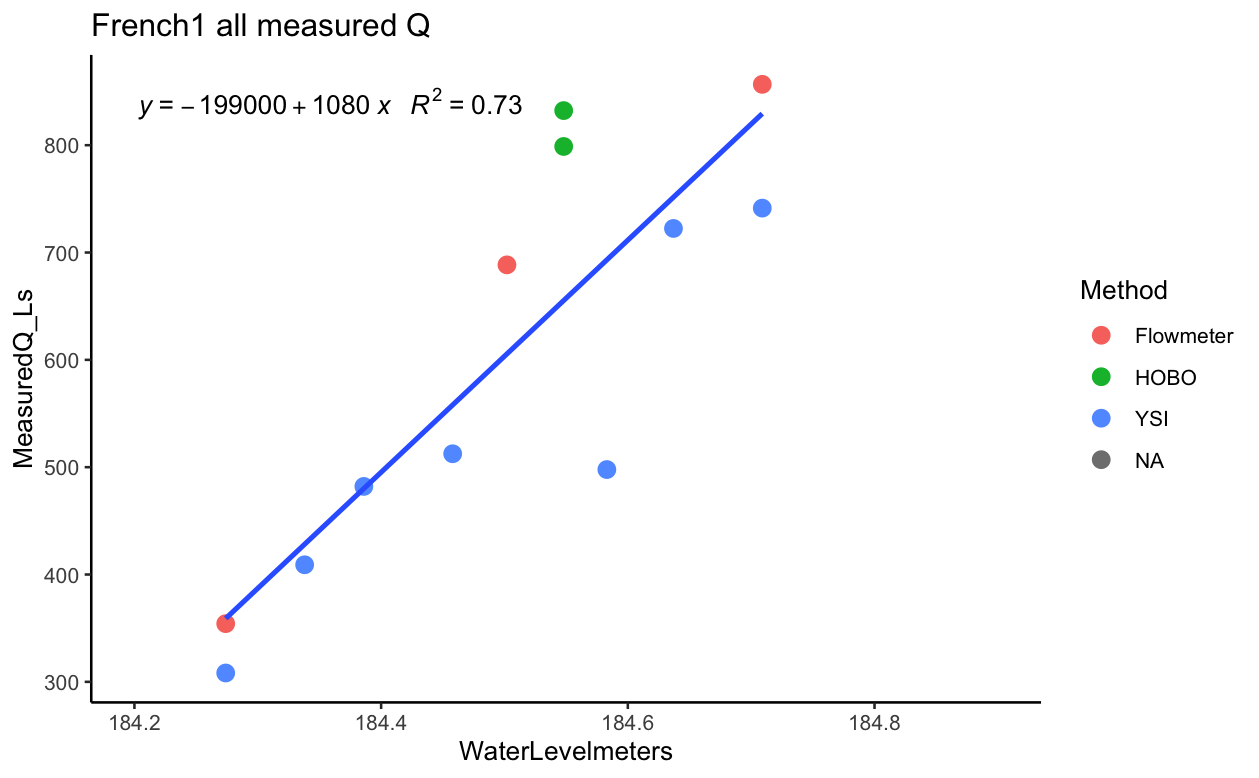 French1 all measured Q
y = − 199000 + 1080 x R² = 0.73
MeasuredQ_Ls
800
700
600
500
400
300
184.2 184.4 184.6 184.8
WaterLevelmeters
Method
Flowmeter
HOBO
YSI
NA